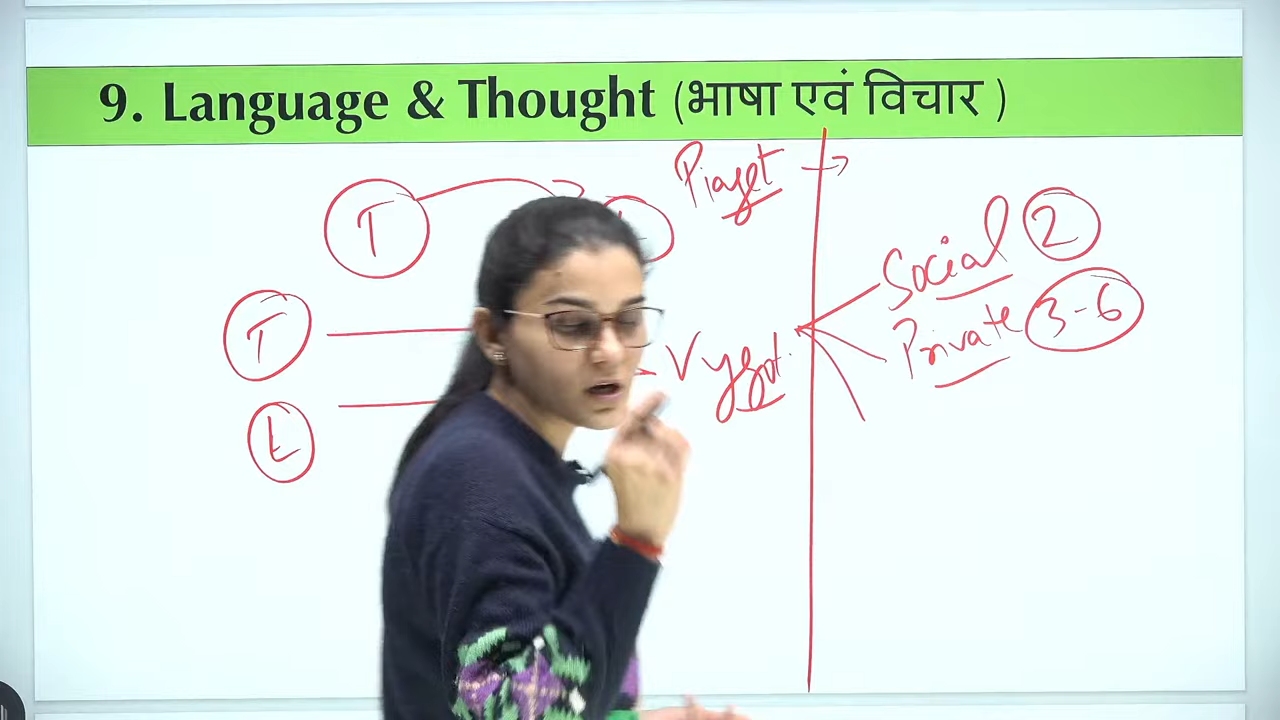 9. Language & Thought (भाषा एवं विचार )
Piaget
T
Social 2
T
Private 3-6
Vygot.
L